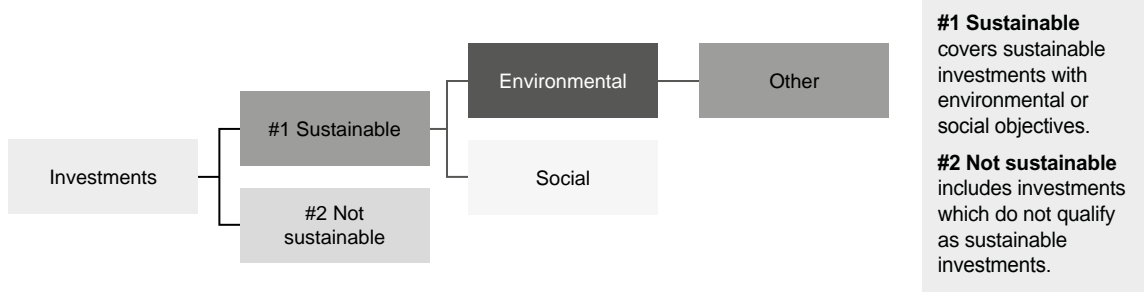 Investments
#1 Sustainable
#2 Not
sustainable
Environmental
Social
Other
#1 Sustainable
covers sustainable
investments with
environmental or
social objectives.
#2 Not sustainable
includes investments
which do not qualify
as sustainable
investments.